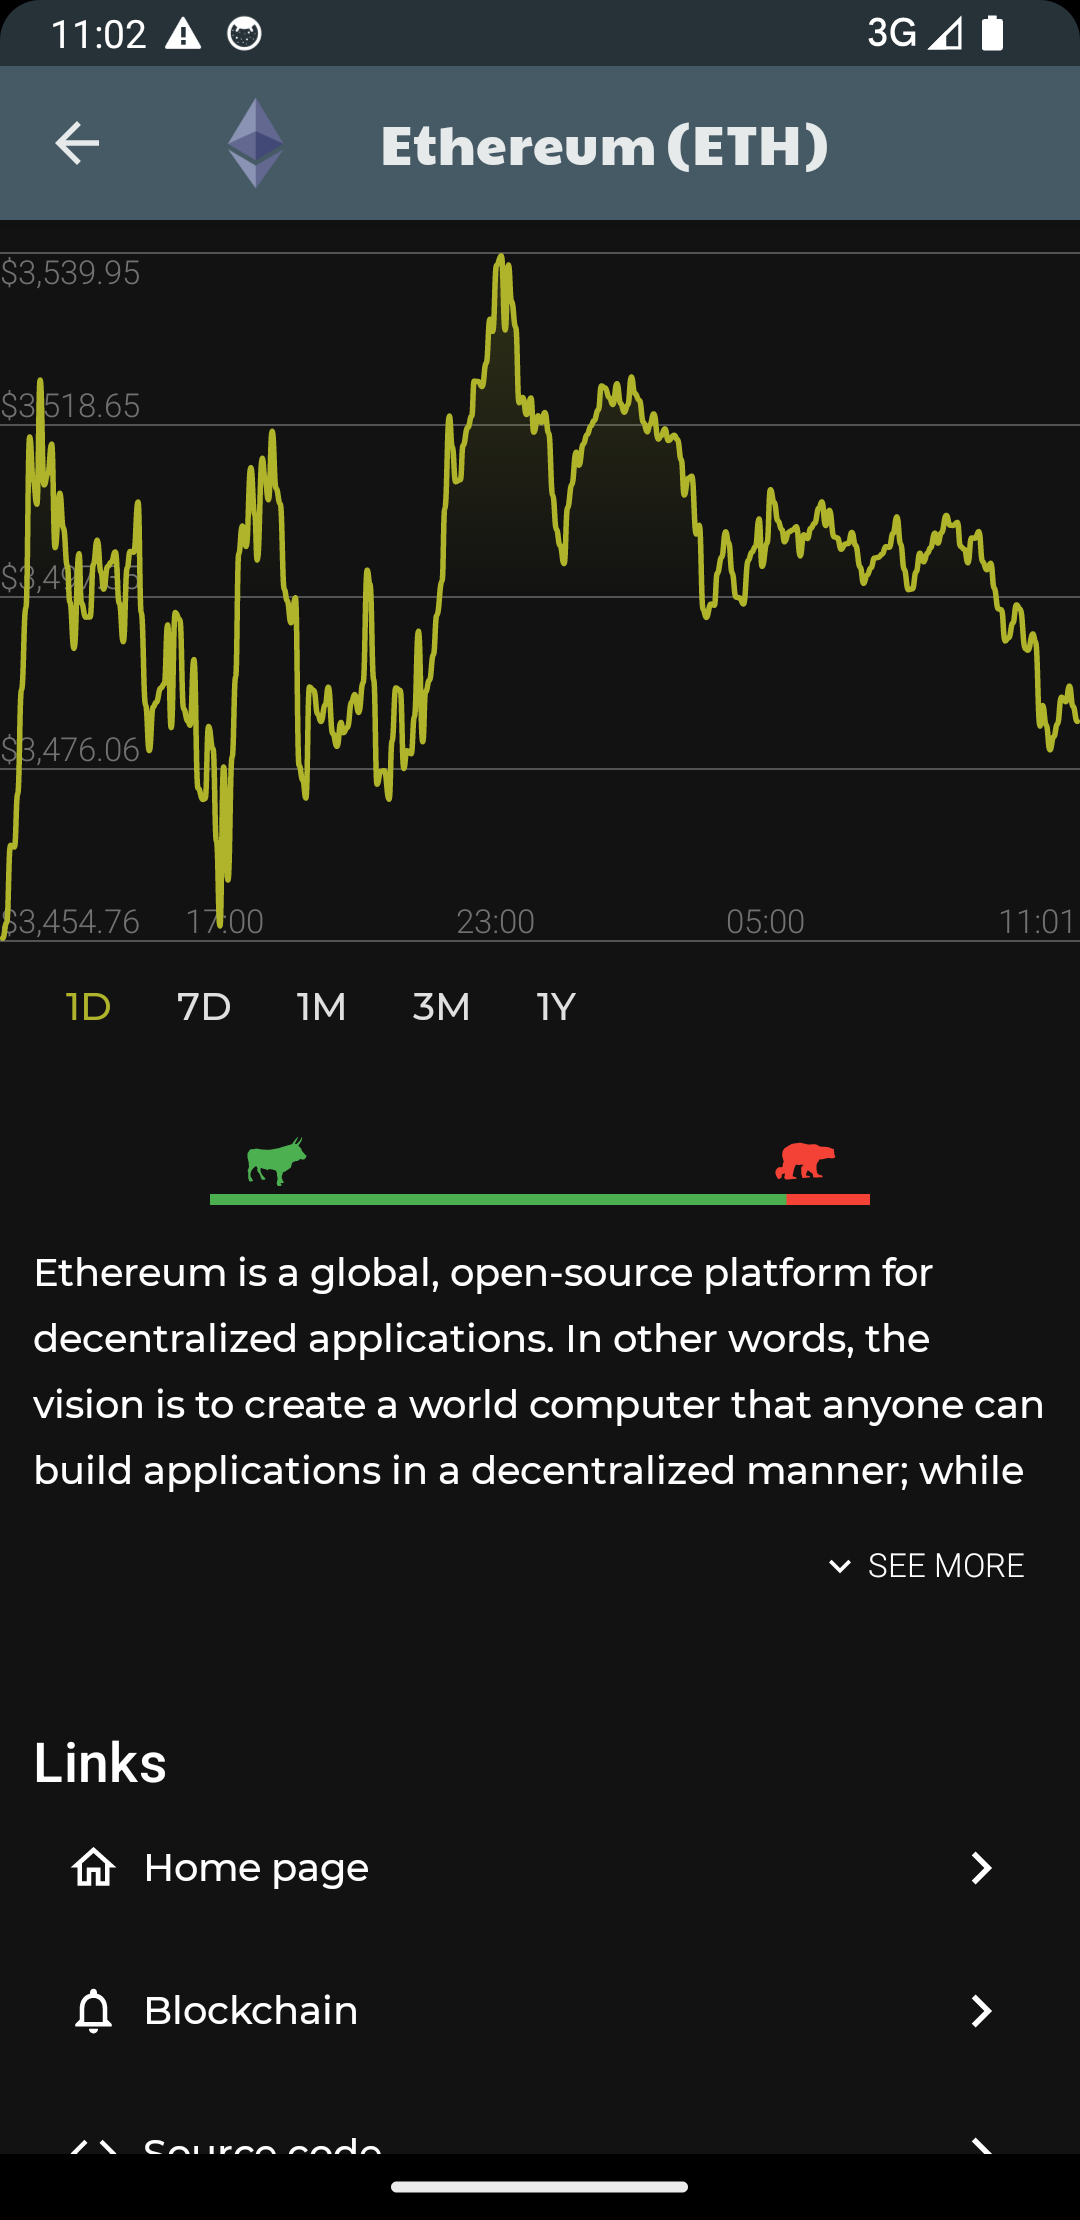 11:02
3G
Ethereum (ETH)
$3,539.95
$3,518.65
$3,497.35
$3,476.06
$3,454.76
17:00
23:00
05:00
11:01
1D
7D
1M
3M
1Y
Ethereum is a global, open-source platform for
decentralized applications. In other words, the
vision is to create a world computer that anyone can
build applications in a decentralized manner; while
SEE MORE
Links
Home page
Blockchain
Source code